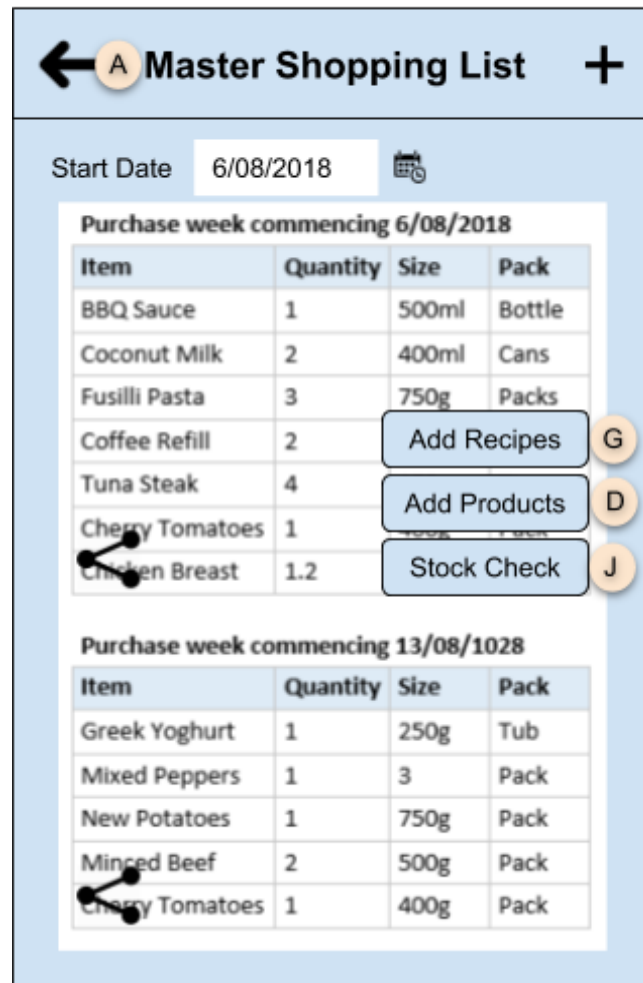 A Master Shopping List +
Start Date 6/08/2018
Purchase week commencing 6/08/2018
Item Quantity Size Pack
BBQ Sauce 1 500ml Bottle
Coconut Milk 2 400ml Cans
Fusilli Pasta 3 750g Packs
Coffee Refill 2 Add Recipes G
Tuna Steak 4
Add Products D
Cherry Tomatoes 1
Chicken Breast 1.2 Stock Check J
Purchase week commencing 13/08/1028
Item Quantity Size Pack
Greek Yoghurt 1 250g Tub
Mixed Peppers 1 3 Pack
New Potatoes 1 750g Pack
Minced Beef 2 500g Pack
Cherry Tomatoes 1 400g Pack